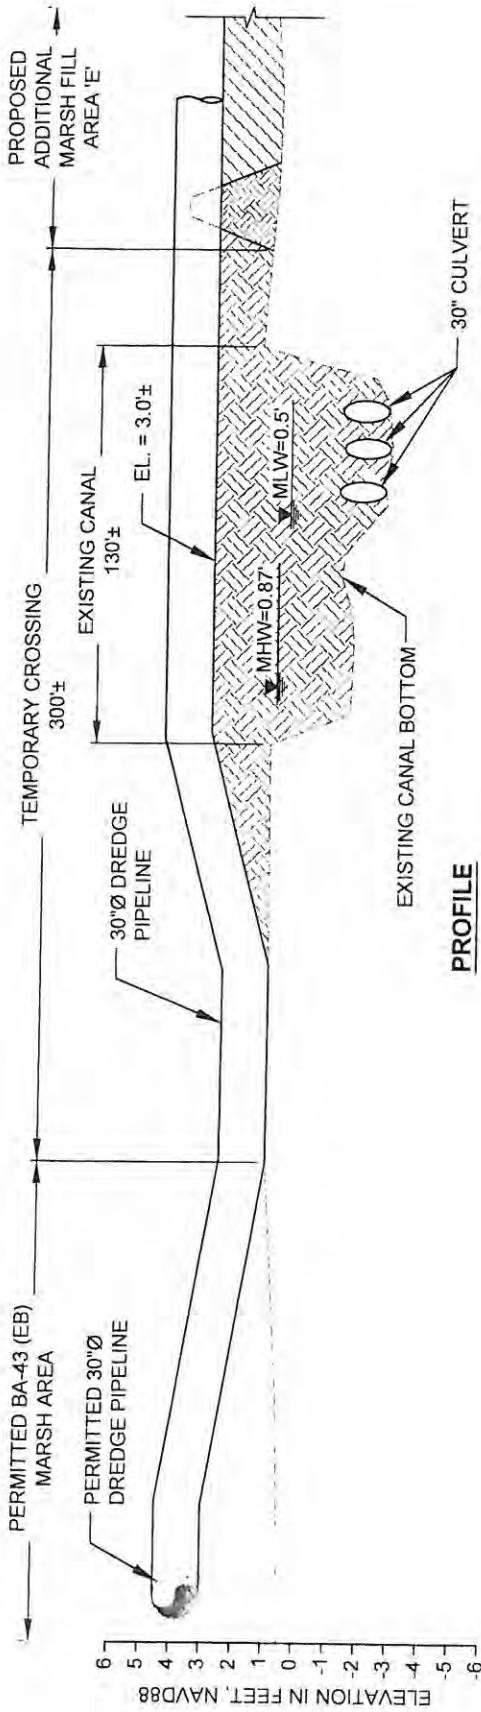 PERMITTED BA-43 (EB)
MARSH AREA
TEMPORARY CROSSING
300'±
PROPOSED
ADDITIONAL
MARSH FILL
AREA 'E'
EXISTING CANAL
130'±
PERMITTED 30"Ø
DREDGE PIPELINE
30"Ø DREDGE
PIPELINE
EL. = 3.0'±
MHW=0.87'
MLW=0.5'
30" CULVERT
EXISTING CANAL BOTTOM
PROFILE
ELEVATION IN FEET, NAVD88
6
5
4
3
2
1
0
-1
-2
-3
-4
-5
-6